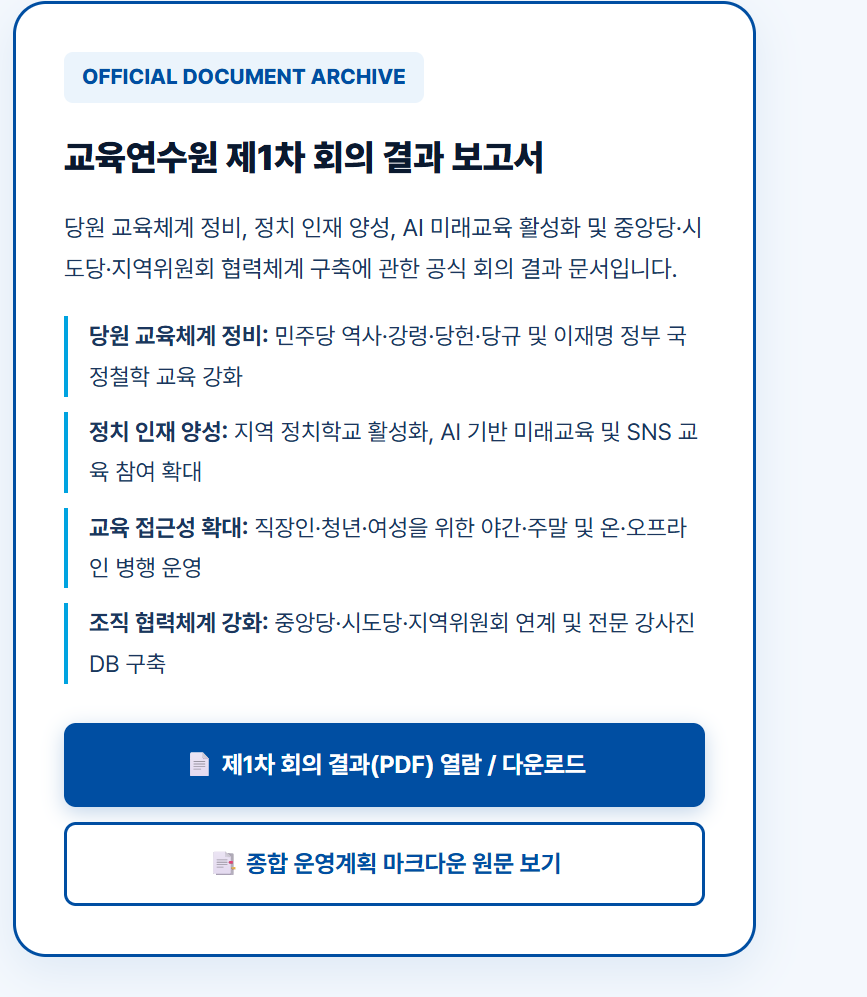 OFFICIAL DOCUMENT ARCHIVE
교육연수원 제1차 회의 결과 보고서
당원 교육체계 정비, 정치 인재 양성, AI 미래교육 활성화 및 중앙당·시
도당·지역위원회 협력체계 구축에 관한 공식 회의 결과 문서입니다.
당원 교육체계 정비: 민주당 역사·강령·당헌·당규 및 이재명 정부 국
정철학 교육 강화
정치 인재 양성: 지역 정치학교 활성화, AI 기반 미래교육 및 SNS 교
육 참여 확대
교육 접근성 확대: 직장인·청년·여성을 위한 야간·주말 및 온·오프라
인 병행 운영
조직 협력체계 강화: 중앙당·시도당·지역위원회 연계 및 전문 강사진
DB 구축
제1차 회의 결과(PDF) 열람 / 다운로드
종합 운영계획 마크다운 원문 보기